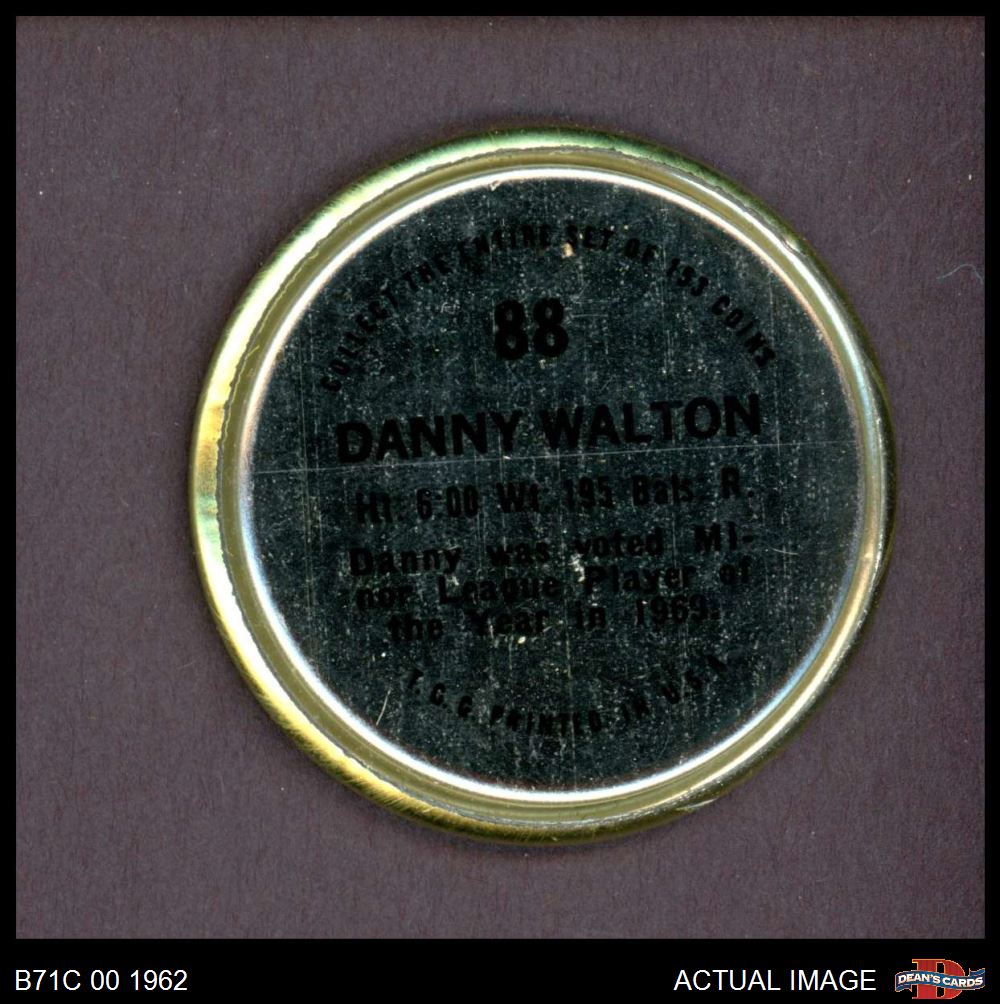 COLLECT THE ENTIRE SET OF 153 COINS
88
DANNY WALTON
Ht: 6-00 Wt. 195 Bats: R.
Danny was voted Mi-
nor League Player of
the Year in 1969.
T.C.G. PRINTED IN U.S.A.
B71C 00 1962
ACTUAL IMAGE
DEAN'S CARDS